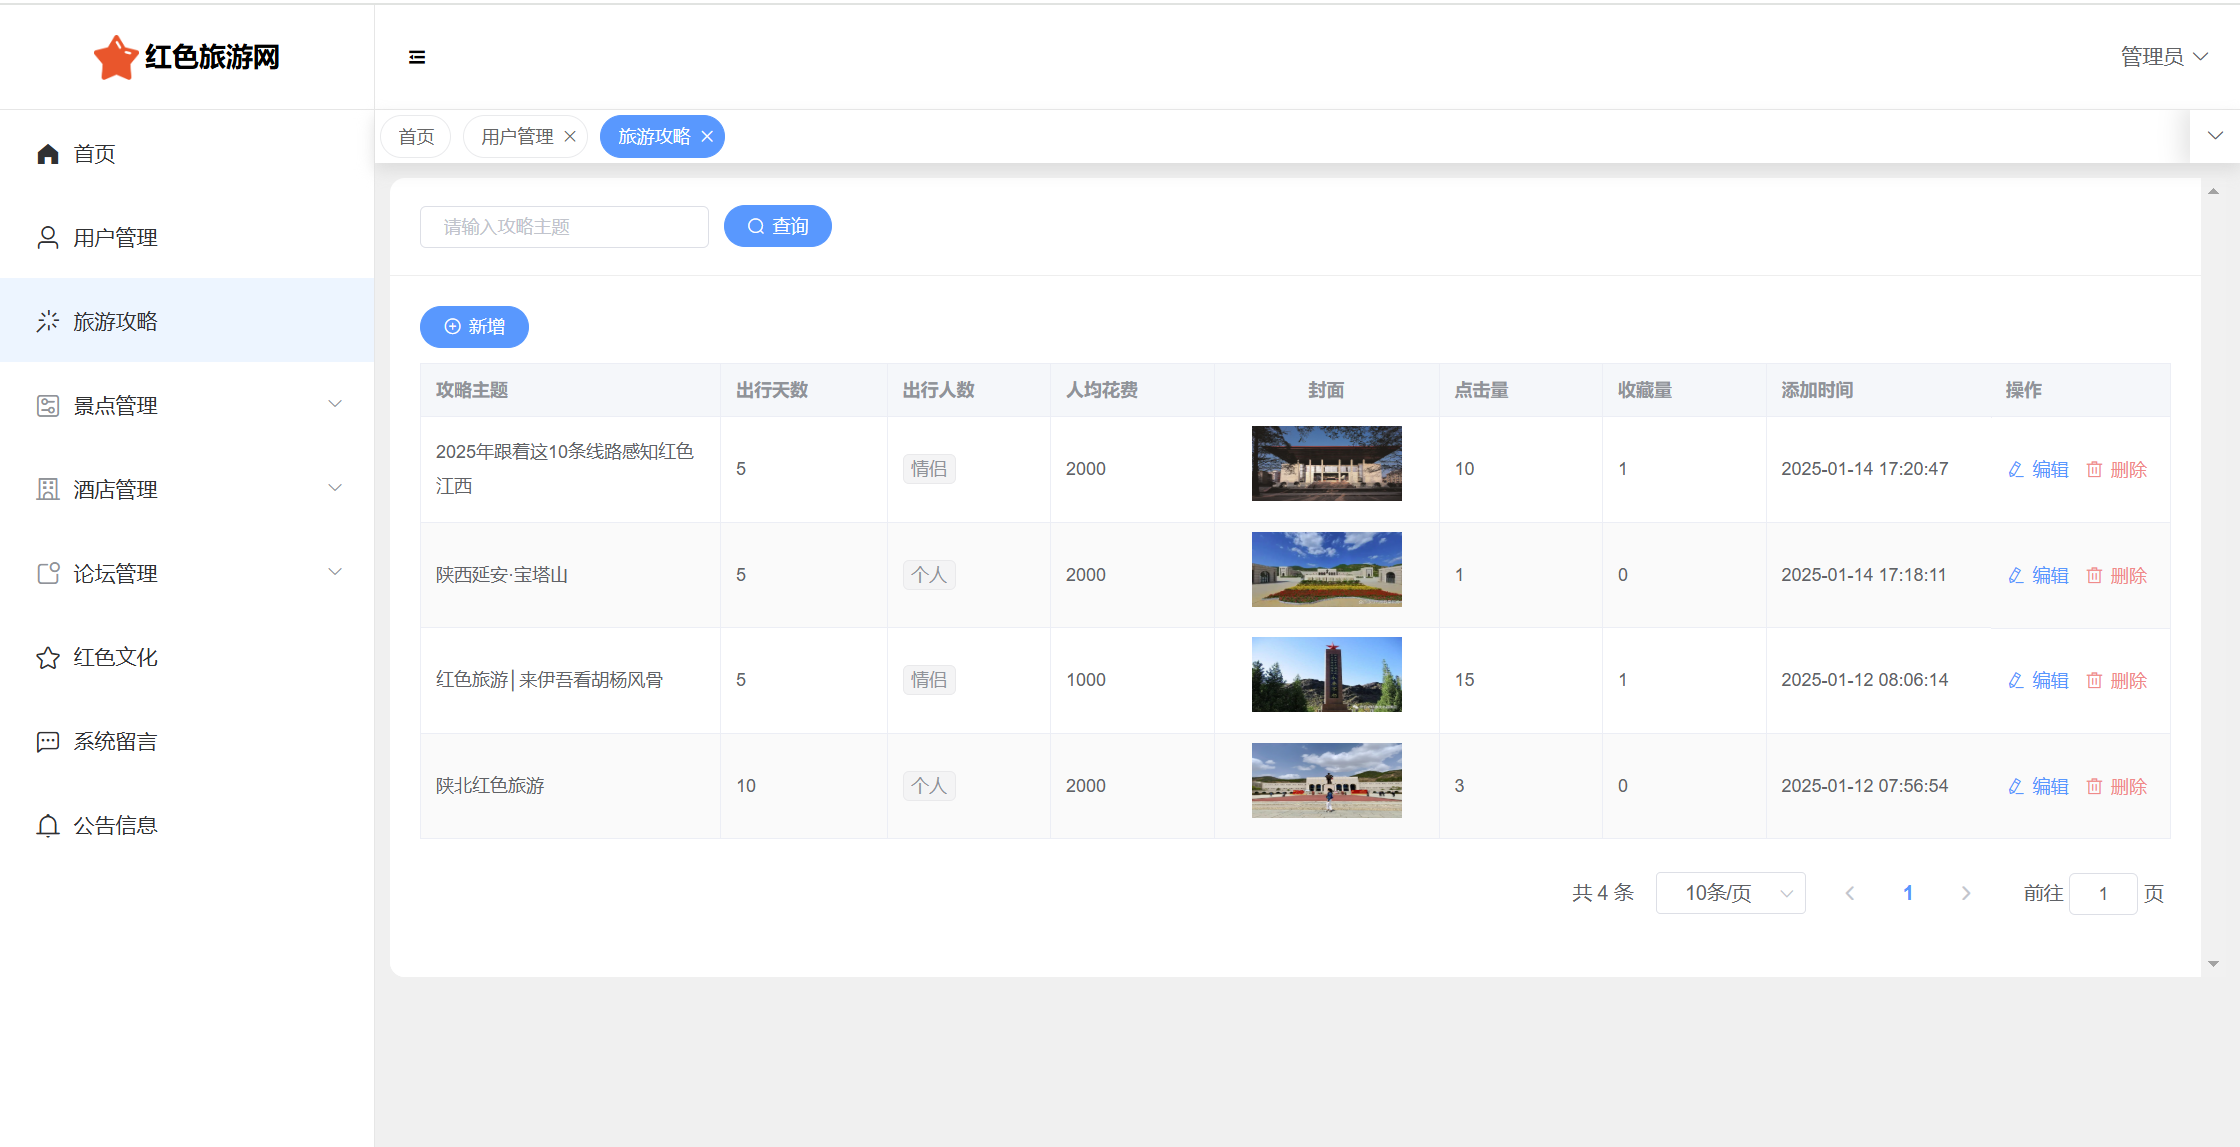 红色旅游网
管理员
首页
用户管理
旅游攻略
景点管理
酒店管理
论坛管理
红色文化
系统留言
公告信息
首页 用户管理 旅游攻略
请输入攻略主题 查询
新增
攻略主题 出行天数 出行人数 人均花费 封面 点击量 收藏量 添加时间 操作
2025年跟着这10条线路感知红色
江西 5 情侣 2000 10 1 2025-01-14 17:20:47 编辑 删除
陕西延安·宝塔山 5 个人 2000 1 0 2025-01-14 17:18:11 编辑 删除
红色旅游│来伊吾看胡杨风骨 5 情侣 1000 15 1 2025-01-12 08:06:14 编辑 删除
陕北红色旅游 10 个人 2000 3 0 2025-01-12 07:56:54 编辑 删除
共 4 条 10条/页 1 前往 1 页